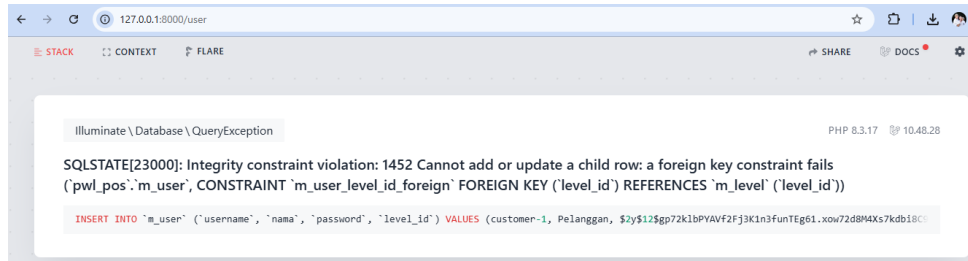 127.0.0.1:8000/user
STACK CONTEXT FLARE SHARE DOCS
Illuminate \ Database \ QueryException PHP 8.3.17 10.48.28
SQLSTATE[23000]: Integrity constraint violation: 1452 Cannot add or update a child row: a foreign key constraint fails
(`pwl_pos`.`m_user`, CONSTRAINT `m_user_level_id_foreign` FOREIGN KEY (`level_id`) REFERENCES `m_level` (`level_id`))
INSERT INTO `m_user` (`username`, `nama`, `password`, `level_id`) VALUES (customer-1, Pelanggan, $2y$12$gp72klbPYAVf2Fj3K1n3funTEg61.xow72d8M4Xs7kdbi8C9